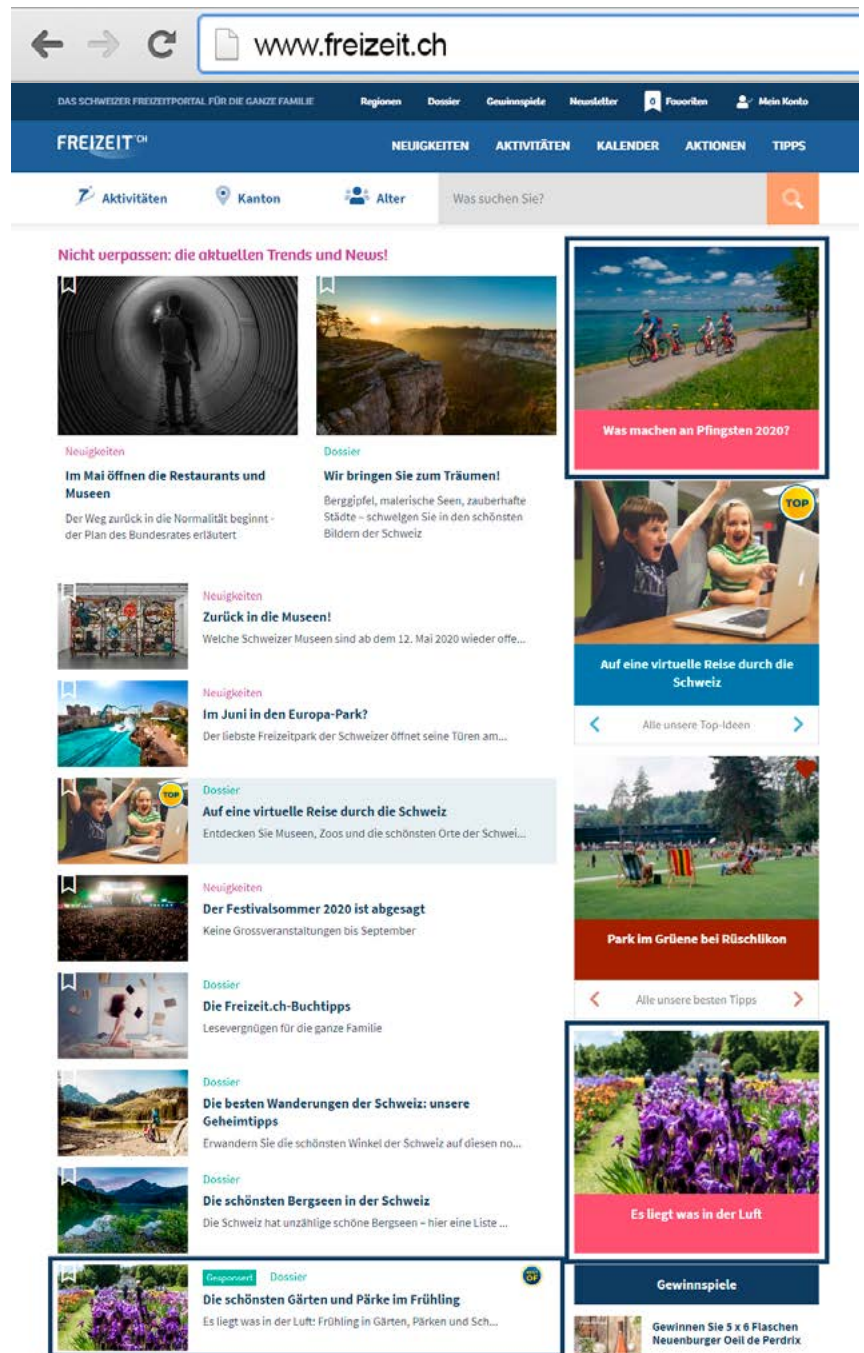 www.freizeit.ch
DAS SCHWEIZER FREIZEITPORTAL FÜR DIE GANZE FAMILIE
Regionen Dossier Gewinnspiele Newsletter 0 Favoriten Mein Konto
FREIZEIT.CH
NEUIGKEITEN AKTIVITÄTEN KALENDER AKTIONEN TIPPS
Aktivitäten Kanton Alter Was suchen Sie?
Nicht verpassen: die aktuellen Trends und News!
Neuigkeiten
Im Mai öffnen die Restaurants und
Museen
Der Weg zurück in die Normalität beginnt -
der Plan des Bundesrates erläutert
Dossier
Wir bringen Sie zum Träumen!
Berggipfel, malerische Seen, zauberhafte
Städte – schwelgen Sie in den schönsten
Bildern der Schweiz
Neuigkeiten
Zurück in die Museen!
Welche Schweizer Museen sind ab dem 12. Mai 2020 wieder offe...
Neuigkeiten
Im Juni in den Europa-Park?
Der liebste Freizeitpark der Schweizer öffnet seine Türen am...
TOP
Dossier
Auf eine virtuelle Reise durch die Schweiz
Entdecken Sie Museen, Zoos und die schönsten Orte der Schwei...
Neuigkeiten
Der Festivalsommer 2020 ist abgesagt
Keine Grossveranstaltungen bis September
Dossier
Die Freizeit.ch-Buchtipps
Lesevergnügen für die ganze Familie
Dossier
Die besten Wanderungen der Schweiz: unsere
Geheimtipps
Erwandern Sie die schönsten Winkel der Schweiz auf diesen no...
Dossier
Die schönsten Bergseen in der Schweiz
Die Schweiz hat unzählige schöne Bergseen – hier eine Liste ...
Gesponsert Dossier
BEST OF
Die schönsten Gärten und Pärke im Frühling
Es liegt was in der Luft: Frühling in Gärten, Pärken und Sch...
Was machen an Pfingsten 2020?
TOP
Auf eine virtuelle Reise durch die
Schweiz
Alle unsere Top-Ideen
Park im Grüene bei Rüschlikon
Alle unsere besten Tipps
Es liegt was in der Luft
Gewinnspiele
Gewinnen Sie 5 x 6 Flaschen
Neuenburger Oeil de Perdrix